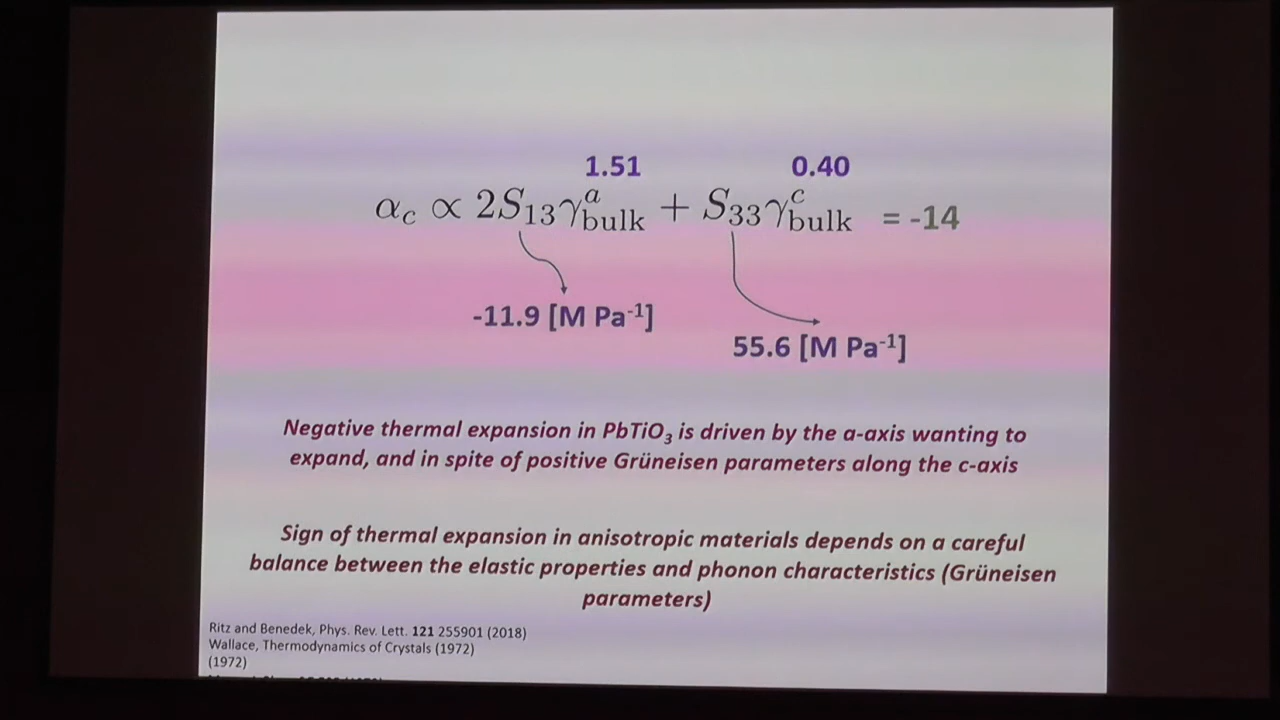 1.51 0.40
α_c ∝ 2S_13 γ^a_bulk + S_33 γ^c_bulk = -14
-11.9 [M Pa^-1]
55.6 [M Pa^-1]
Negative thermal expansion in PbTiO_3 is driven by the a-axis wanting to
expand, and in spite of positive Grüneisen parameters along the c-axis
Sign of thermal expansion in anisotropic materials depends on a careful
balance between the elastic properties and phonon characteristics (Grüneisen
parameters)
Ritz and Benedek, Phys. Rev. Lett. 121 255901 (2018)
Wallace, Thermodynamics of Crystals (1972)
(1972)